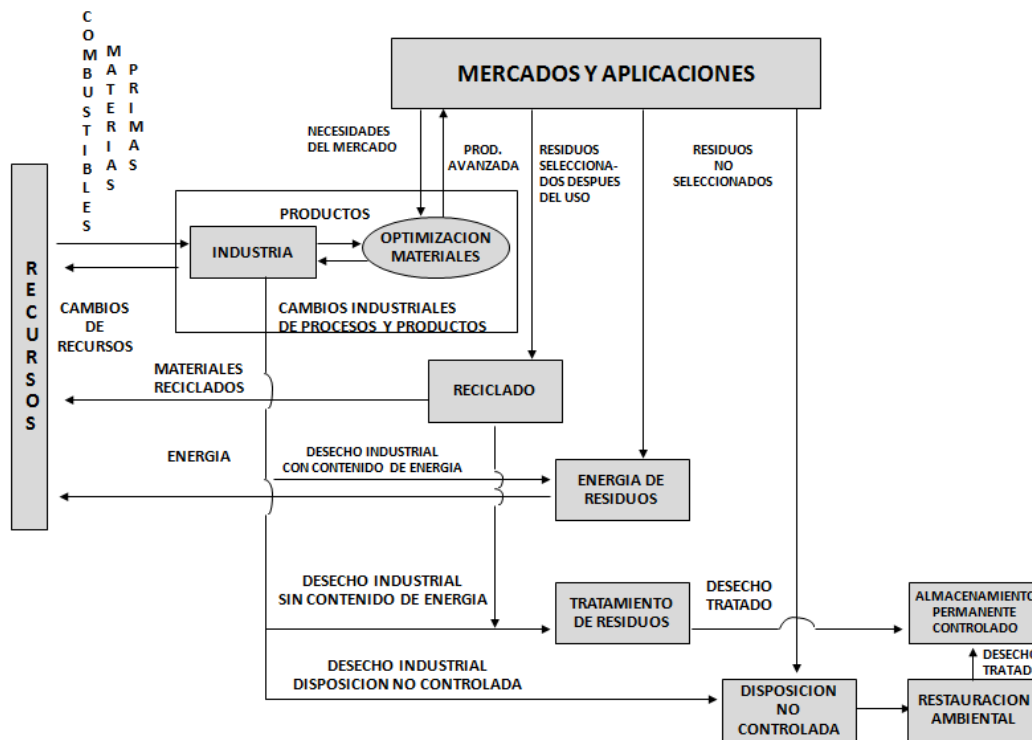 COMBUSTIBLES
MATERIAS
PRIMAS
MERCADOS Y APLICACIONES
NECESIDADES
DEL MERCADO
PROD.
AVANZADA
RESIDUOS
SELECCIONA-
DOS DESPUES
DEL USO
RESIDUOS
NO
SELECCIONADOS
PRODUCTOS
INDUSTRIA
OPTIMIZACION
MATERIALES
CAMBIOS INDUSTRIALES
DE PROCESOS Y PRODUCTOS
RECURSOS
CAMBIOS
DE
RECURSOS
MATERIALES
RECICLADOS
RECICLADO
ENERGIA
DESECHO INDUSTRIAL
CON CONTENIDO DE ENERGIA
ENERGIA DE
RESIDUOS
DESECHO INDUSTRIAL
SIN CONTENIDO DE ENERGIA
TRATAMIENTO
DE RESIDUOS
DESECHO
TRATADO
ALMACENAMIENTO
PERMANENTE
CONTROLADO
DESECHO INDUSTRIAL
DISPOSICION NO CONTROLADA
DISPOSICION
NO
CONTROLADA
DESECHO
TRATADO
RESTAURACION
AMBIENTAL